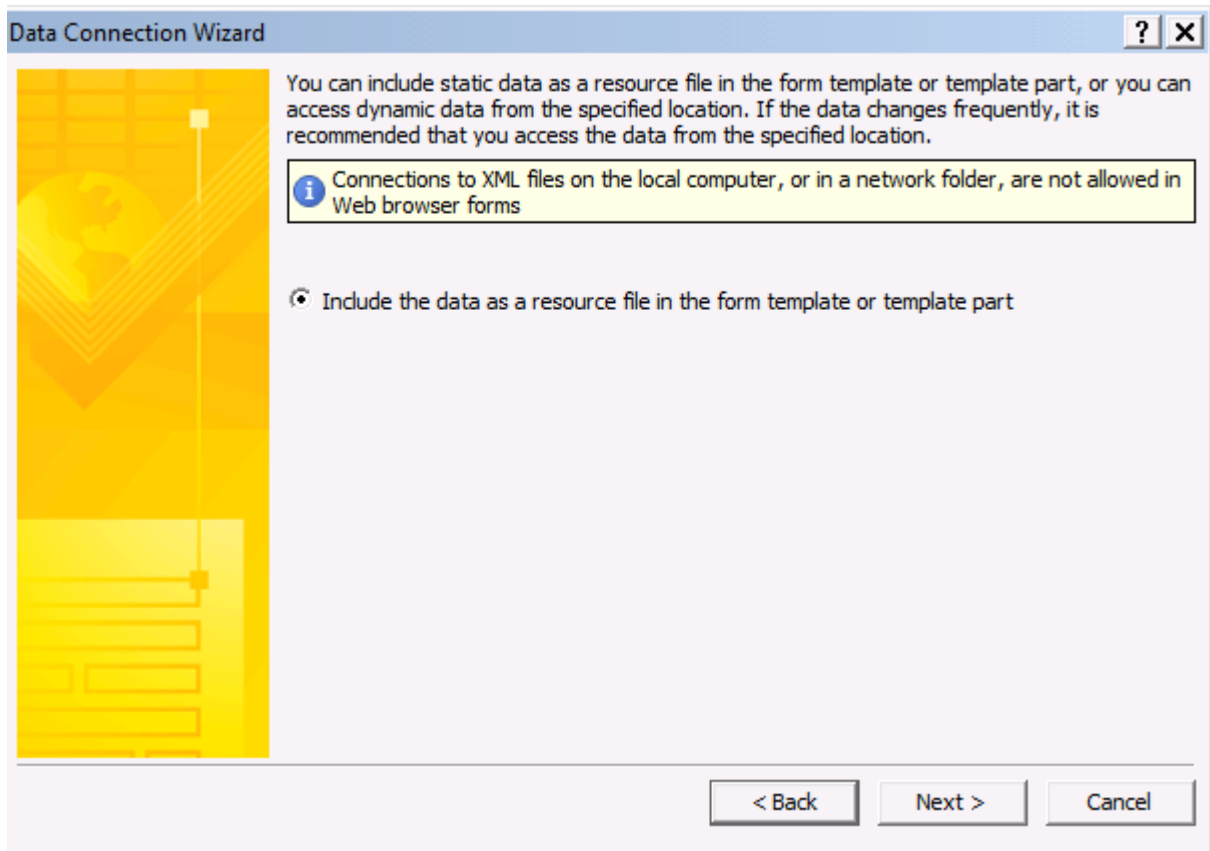 Data Connection Wizard
? X
You can include static data as a resource file in the form template or template part, or you can
access dynamic data from the specified location. If the data changes frequently, it is
recommended that you access the data from the specified location.
i Connections to XML files on the local computer, or in a network folder, are not allowed in
Web browser forms
Include the data as a resource file in the form template or template part
< Back Next > Cancel